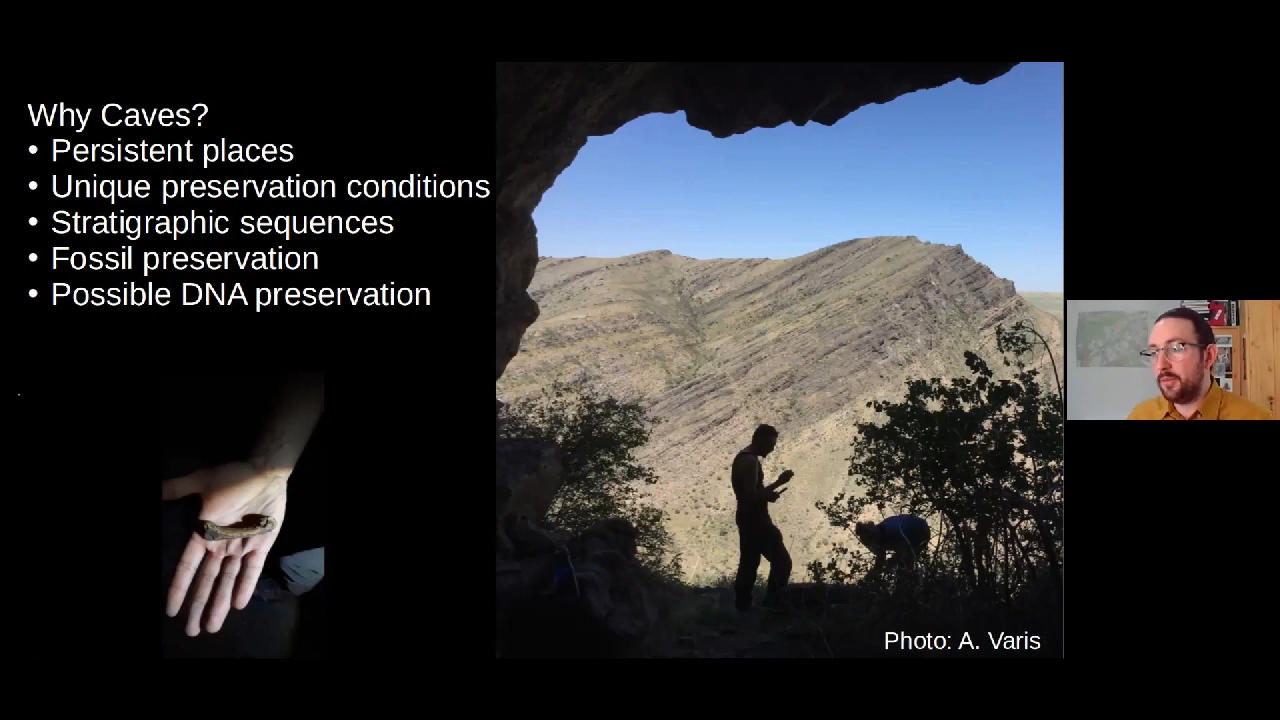 Why Caves?
• Persistent places
• Unique preservation conditions
• Stratigraphic sequences
• Fossil preservation
• Possible DNA preservation
Photo: A. Varis